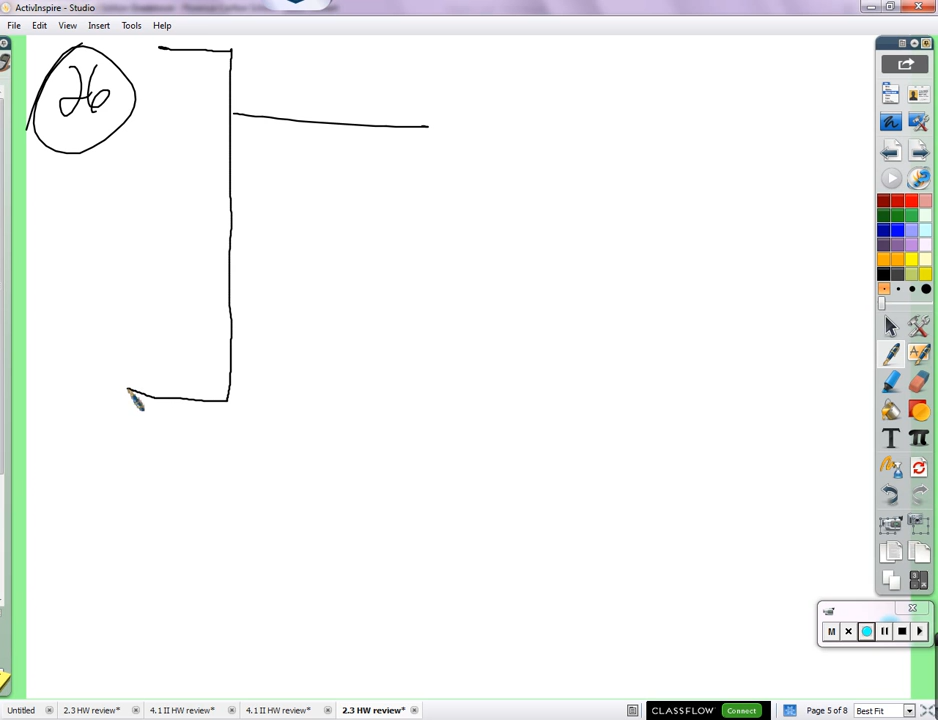 ActivInspire - Studio
File Edit View Insert Tools Help
26
M
Untitled 2.3 HW review* 4.1 II HW review* 4.1 II HW review* 2.3 HW review* CLASSFLOW Connect Page 5 of 8 Best Fit